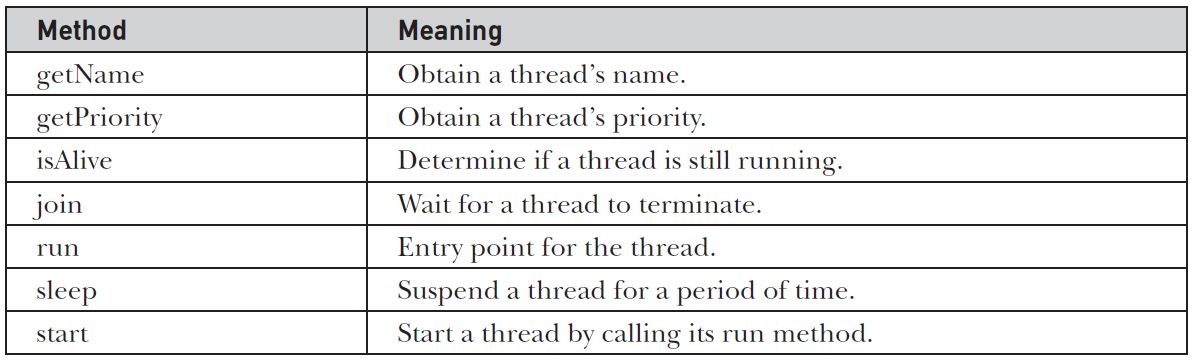 Method Meaning
getName Obtain a thread’s name.
getPriority Obtain a thread’s priority.
isAlive Determine if a thread is still running.
join Wait for a thread to terminate.
run Entry point for the thread.
sleep Suspend a thread for a period of time.
start Start a thread by calling its run method.